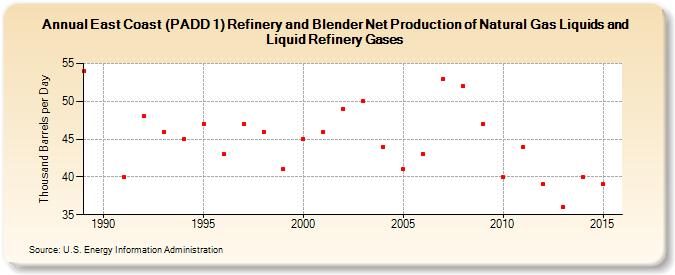 Annual East Coast (PADD 1) Refinery and Blender Net Production of Natural Gas Liquids and
Liquid Refinery Gases
Thousand Barrels per Day
55
50
45
40
35
1990 1995 2000 2005 2010 2015
Source: U.S. Energy Information Administration